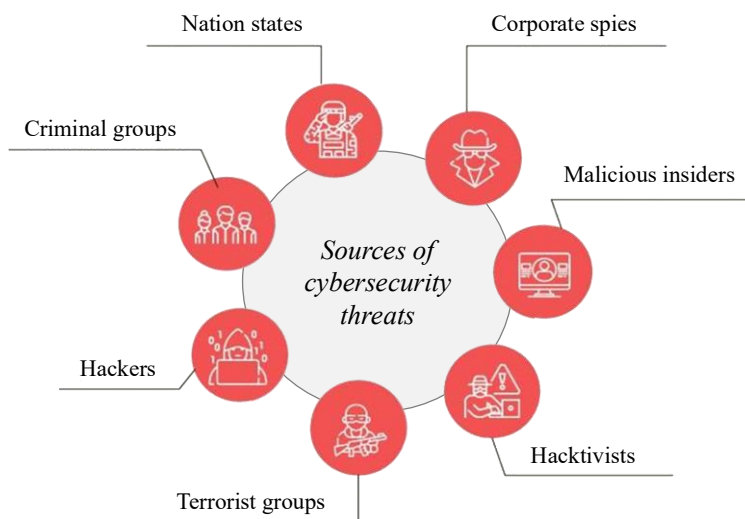 Nation states
Corporate spies
Criminal groups
Malicious insiders
Sources of
cybersecurity
threats
Hackers
Hacktivists
Terrorist groups